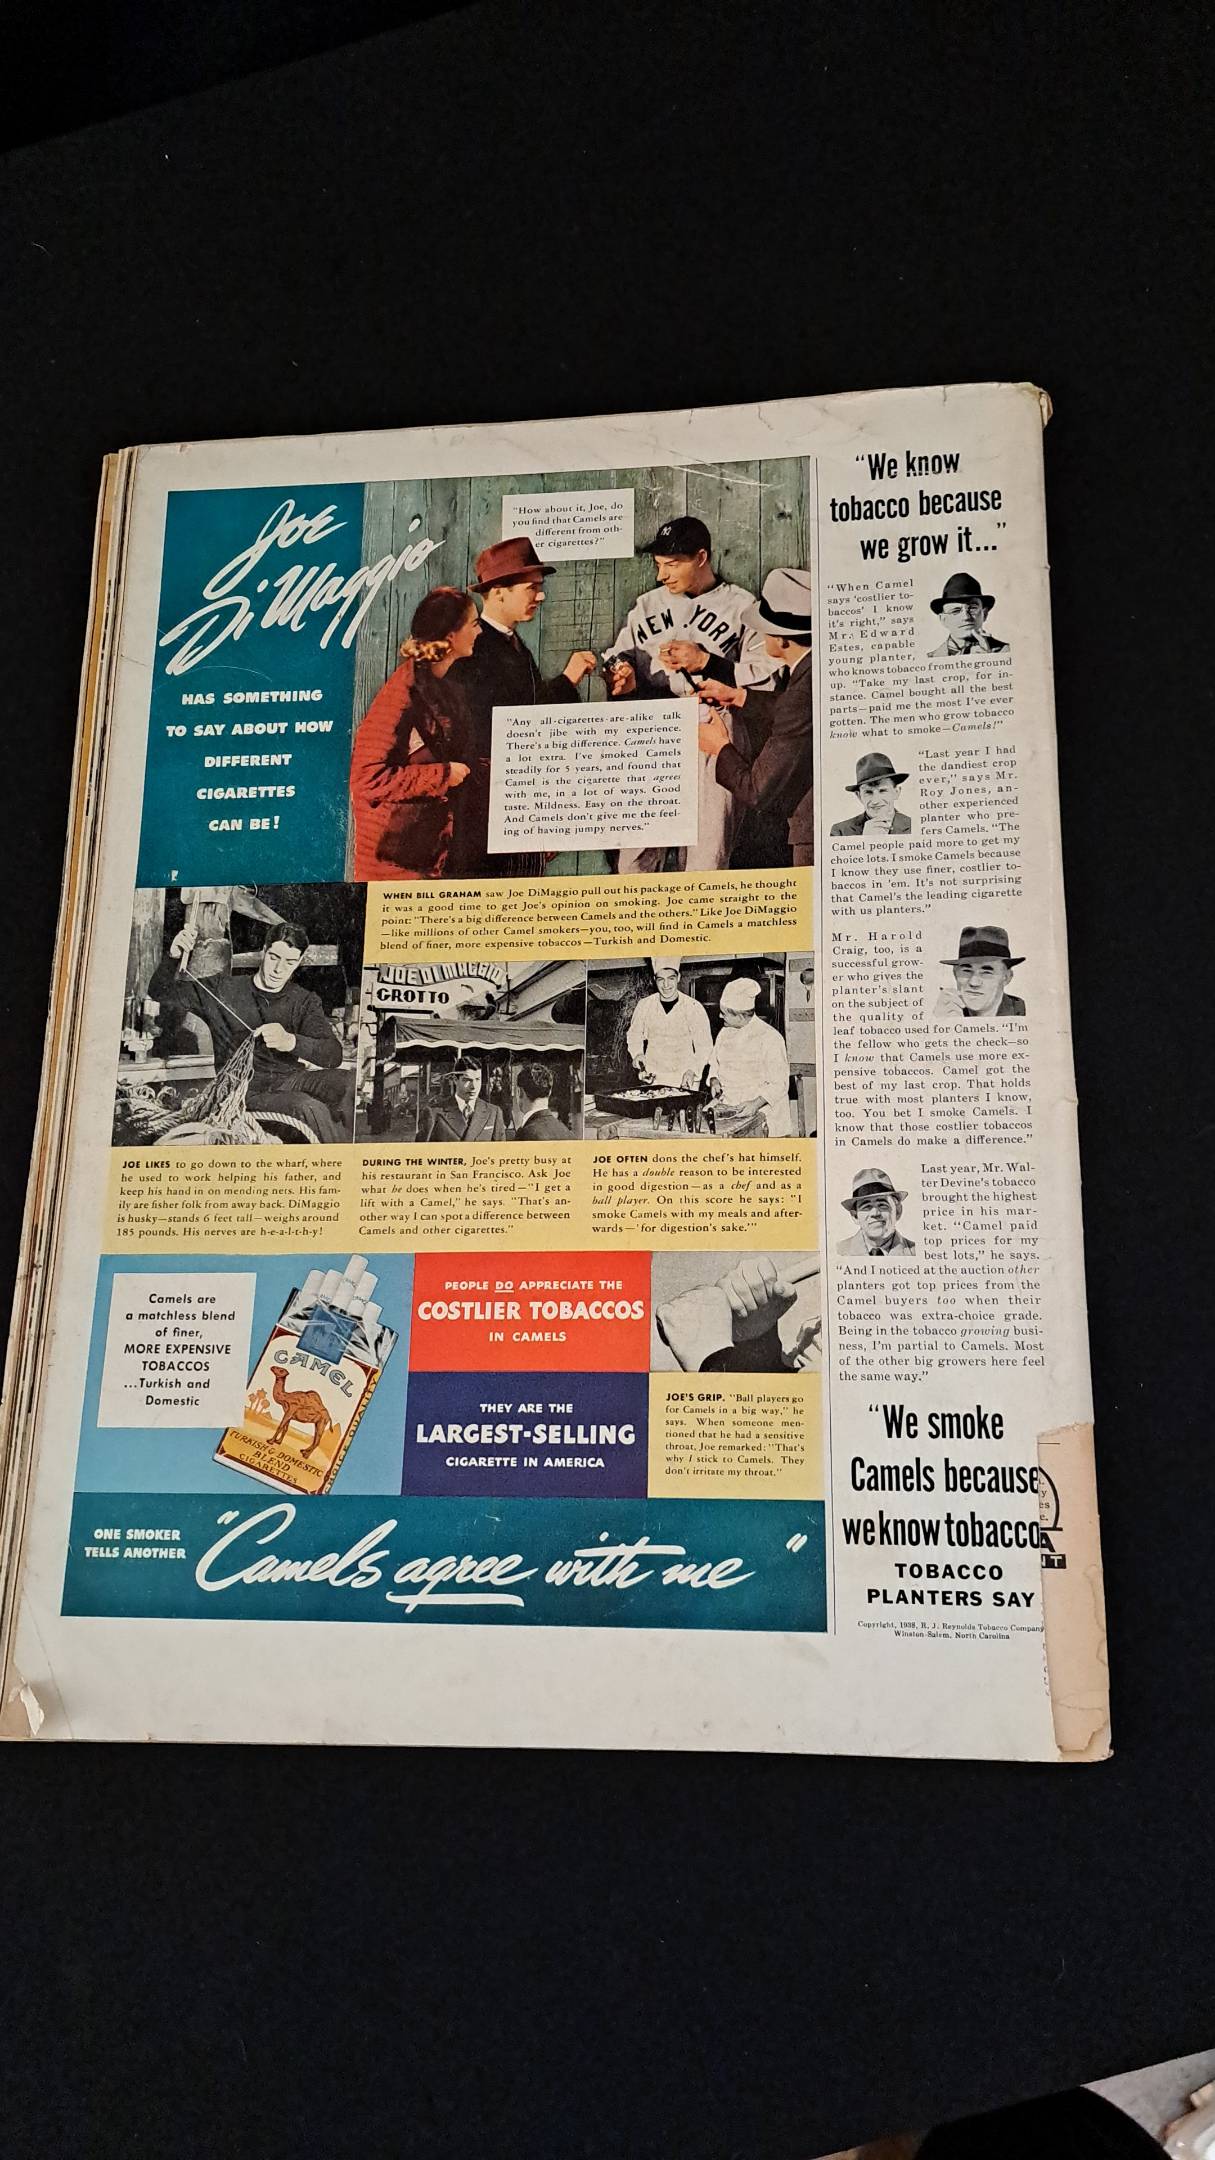 Joe
DiMaggio
HAS SOMETHING
TO SAY ABOUT HOW
DIFFERENT
CIGARETTES
CAN BE!
"How about it, Joe, do
you find that Camels are
different from oth-
er cigarettes?"
NY
NEW YORK
"Any all-cigarettes-are-alike talk
doesn't jibe with my experience.
There's a big difference. Camels have
a lot extra. I've smoked Camels
steadily for 5 years, and found that
Camel is the cigarette that agrees
with me, in a lot of ways. Good
taste. Mildness. Easy on the throat.
And Camels don't give me the feel-
ing of having jumpy nerves."
WHEN BILL GRAHAM saw Joe DiMaggio pull out his package of Camels, he thought
it was a good time to get Joe's opinion on smoking. Joe came straight to the
point: "There's a big difference between Camels and the others." Like Joe DiMaggio
—like millions of other Camel smokers—you, too, will find in Camels a matchless
blend of finer, more expensive tobaccos—Turkish and Domestic.
JOE DI MAGGIO
GROTTO
JOE LIKES to go down to the wharf, where
he used to work helping his father, and
keep his hand in on mending nets. His fam-
ily are fisher folk from away back. DiMaggio
is husky—stands 6 feet tall—weighs around
185 pounds. His nerves are h-e-a-l-t-h-y!
DURING THE WINTER, Joe's pretty busy at
his restaurant in San Francisco. Ask Joe
what he does when he's tired—"I get a
lift with a Camel," he says. "That's an-
other way I can spot a difference between
Camels and other cigarettes."
JOE OFTEN dons the chef's hat himself.
He has a double reason to be interested
in good digestion—as a chef and as a
ball player. On this score he says: "I
smoke Camels with my meals and after-
wards—'for digestion's sake.'"
Camels are
a matchless blend
of finer,
MORE EXPENSIVE
TOBACCOS
...Turkish and
Domestic
CAMEL
TURKISH & DOMESTIC
BLEND
CIGARETTES
CHOICE QUALITY
PEOPLE DO APPRECIATE THE
COSTLIER TOBACCOS
IN CAMELS
THEY ARE THE
LARGEST-SELLING
CIGARETTE IN AMERICA
JOE'S GRIP. "Ball players go
for Camels in a big way," he
says. When someone men-
tioned that he had a sensitive
throat, Joe remarked: "That's
why I stick to Camels. They
don't irritate my throat."
ONE SMOKER
TELLS ANOTHER
"Camels agree with me"
"We know
tobacco because
we grow it..."
"When Camel
says 'costlier to-
baccos' I know
it's right," says
Mr. Edward
Estes, capable
young planter,
who knows tobacco from the ground
up. "Take my last crop, for in-
stance. Camel bought all the best
parts—paid me the most I've ever
gotten. The men who grow tobacco
know what to smoke—Camels!"
"Last year I had
the dandiest crop
ever," says Mr.
Roy Jones, an-
other experienced
planter who pre-
fers Camels. "The
Camel people paid more to get my
choice lots. I smoke Camels because
I know they use finer, costlier to-
baccos in 'em. It's not surprising
that Camel's the leading cigarette
with us planters."
Mr. Harold
Craig, too, is a
successful grow-
er who gives the
planter's slant
on the subject of
the quality of
leaf tobacco used for Camels. "I'm
the fellow who gets the check—so
I know that Camels use more ex-
pensive tobaccos. Camel got the
best of my last crop. That holds
true with most planters I know,
too. You bet I smoke Camels. I
know that those costlier tobaccos
in Camels do make a difference."
Last year, Mr. Wal-
ter Devine's tobacco
brought the highest
price in his mar-
ket. "Camel paid
top prices for my
best lots," he says.
"And I noticed at the auction other
planters got top prices from the
Camel buyers too when their
tobacco was extra-choice grade.
Being in the tobacco growing busi-
ness, I'm partial to Camels. Most
of the other big growers here feel
the same way."
"We smoke
Camels because
we know tobacco
TOBACCO
PLANTERS SAY
Copyright, 1938, R. J. Reynolds Tobacco Company
Winston-Salem, North Carolina